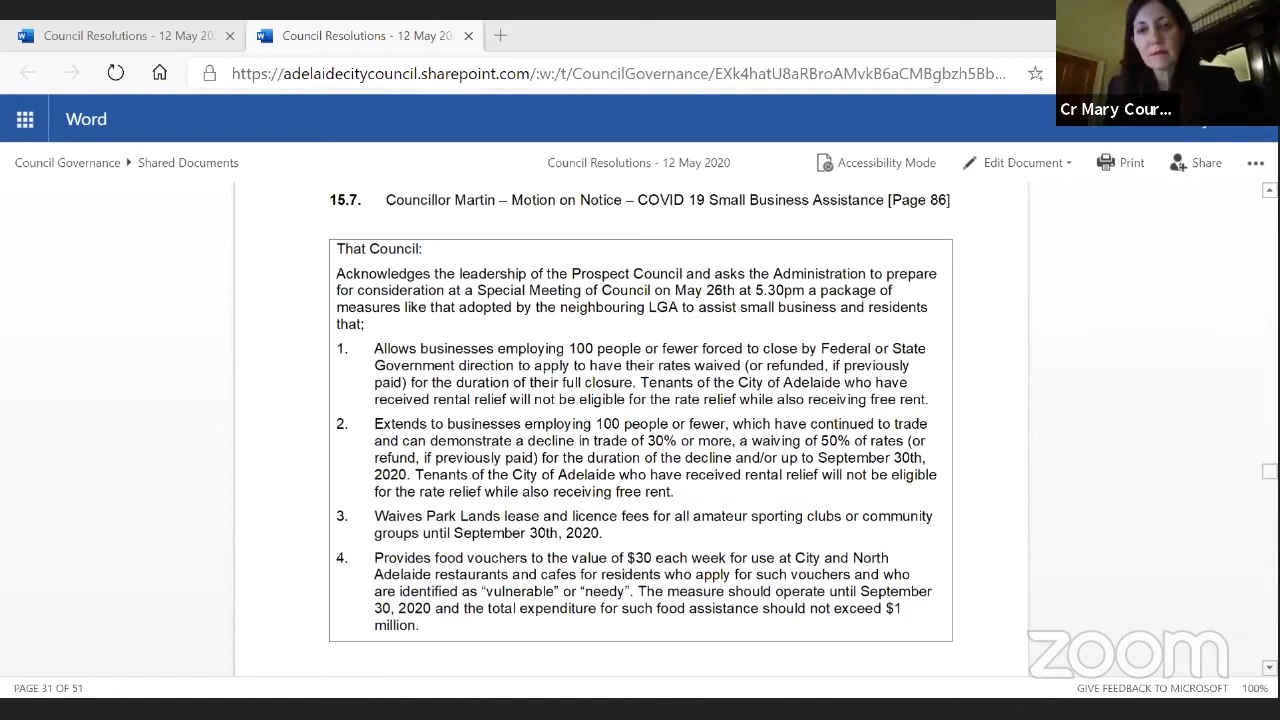 Council Resolutions - 12 May 202
Council Resolutions - 12 May 20
https://adelaidecitycouncil.sharepoint.com/:w:/t/CouncilGovernance/EXk4hatU8aRBroAMvkB6aCMBgbzh5Bb...
Cr Mary Cour...
Word
Council Governance
Shared Documents
Council Resolutions - 12 May 2020
Accessibility Mode
Edit Document
Print
Share
15.7. Councillor Martin – Motion on Notice – COVID 19 Small Business Assistance [Page 86]
That Council:
Acknowledges the leadership of the Prospect Council and asks the Administration to prepare
for consideration at a Special Meeting of Council on May 26th at 5.30pm a package of
measures like that adopted by the neighbouring LGA to assist small business and residents
that;
1. Allows businesses employing 100 people or fewer forced to close by Federal or State
Government direction to apply to have their rates waived (or refunded, if previously
paid) for the duration of their full closure. Tenants of the City of Adelaide who have
received rental relief will not be eligible for the rate relief while also receiving free rent.
2. Extends to businesses employing 100 people or fewer, which have continued to trade
and can demonstrate a decline in trade of 30% or more, a waiving of 50% of rates (or
refund, if previously paid) for the duration of the decline and/or up to September 30th,
2020. Tenants of the City of Adelaide who have received rental relief will not be eligible
for the rate relief while also receiving free rent.
3. Waives Park Lands lease and licence fees for all amateur sporting clubs or community
groups until September 30th, 2020.
4. Provides food vouchers to the value of $30 each week for use at City and North
Adelaide restaurants and cafes for residents who apply for such vouchers and who
are identified as “vulnerable” or “needy”. The measure should operate until September
30, 2020 and the total expenditure for such food assistance should not exceed $1
million.
zoom
PAGE 31 OF 51
GIVE FEEDBACK TO MICROSOFT 100%